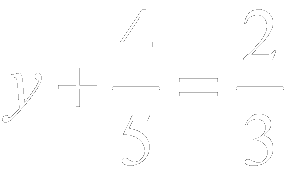 y + 4/5 = 2/3